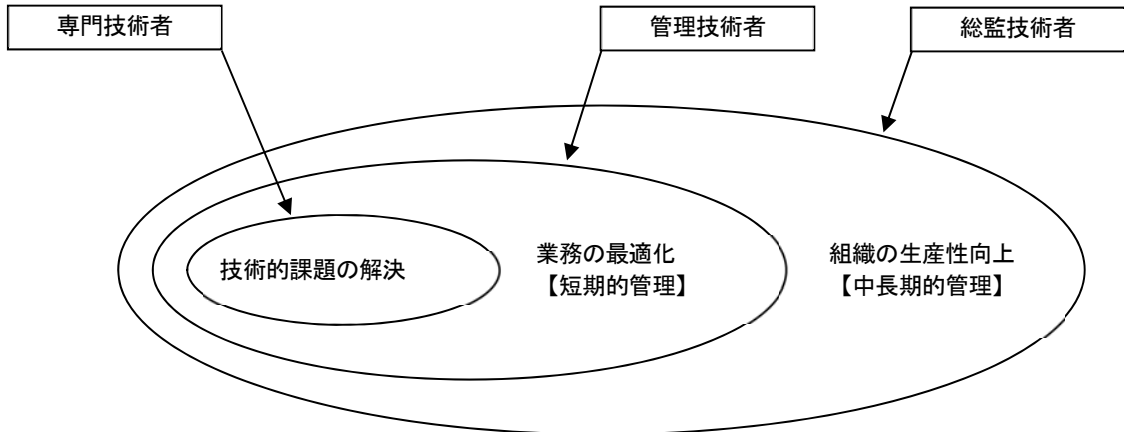 専門技術者
管理技術者
総監技術者
技術的課題の解決
業務の最適化
【短期的管理】
組織の生産性向上
【中長期的管理】